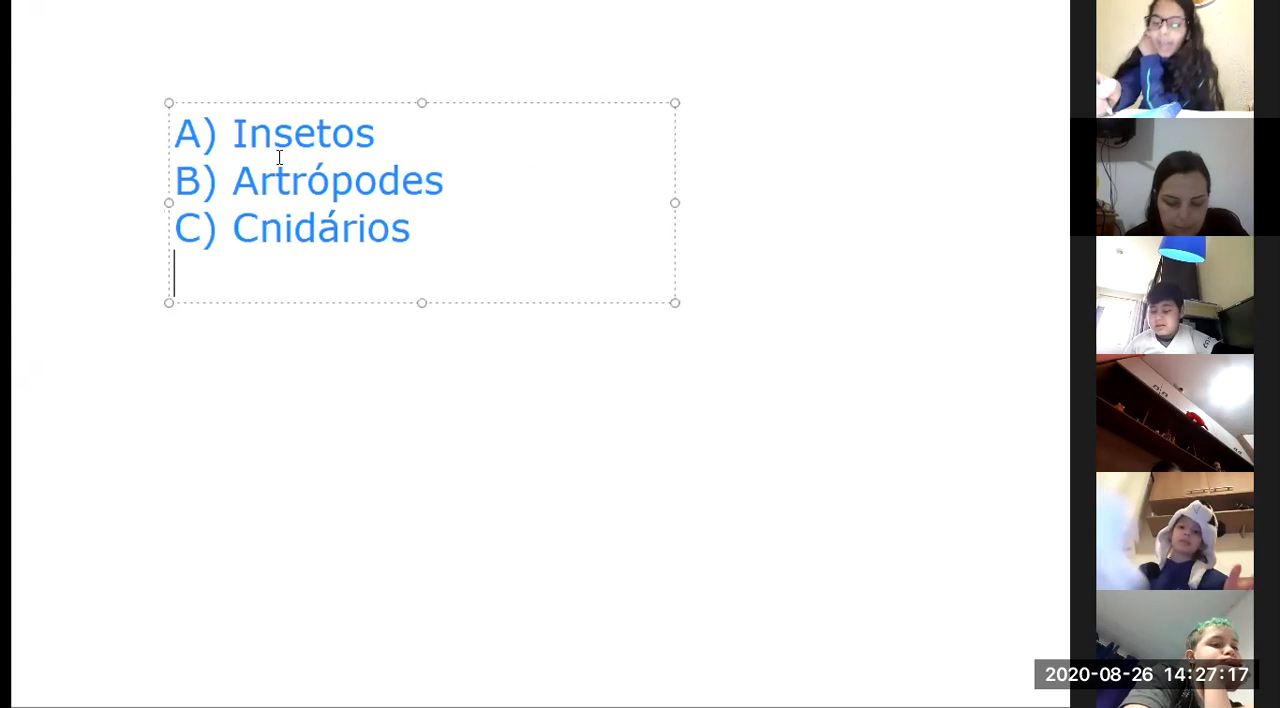 A) Insetos
B) Artrópodes
C) Cnidários
2020-08-26 14:27:17